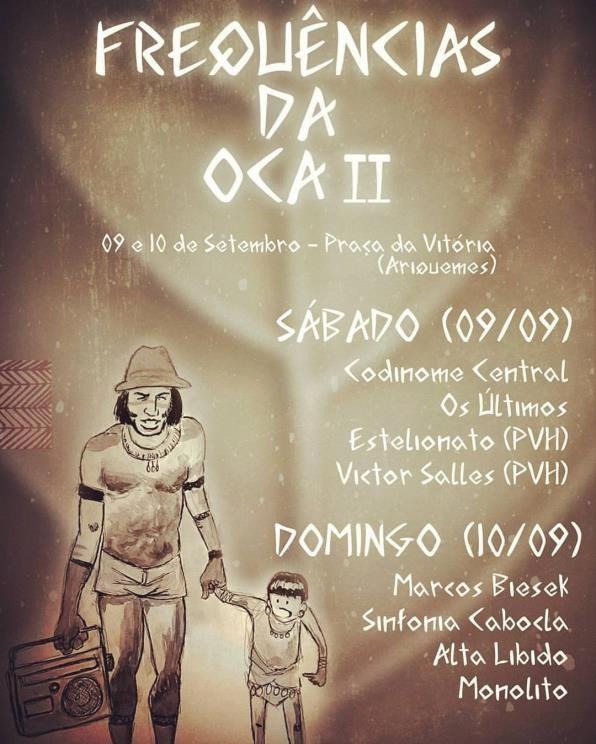 FREQUÊNCIAS
DA
OCA II
09 e 10 de Setembro - Praça da Vitória
(Ariquemes)
SÁBADO (09/09)
Codinome Central
Os Últimos
Estelionato (PVH)
Victor Salles (PVH)
DOMINGO (10/09)
Marcos Biesek
Sinfonia Cabocla
Alta Libido
Monolito